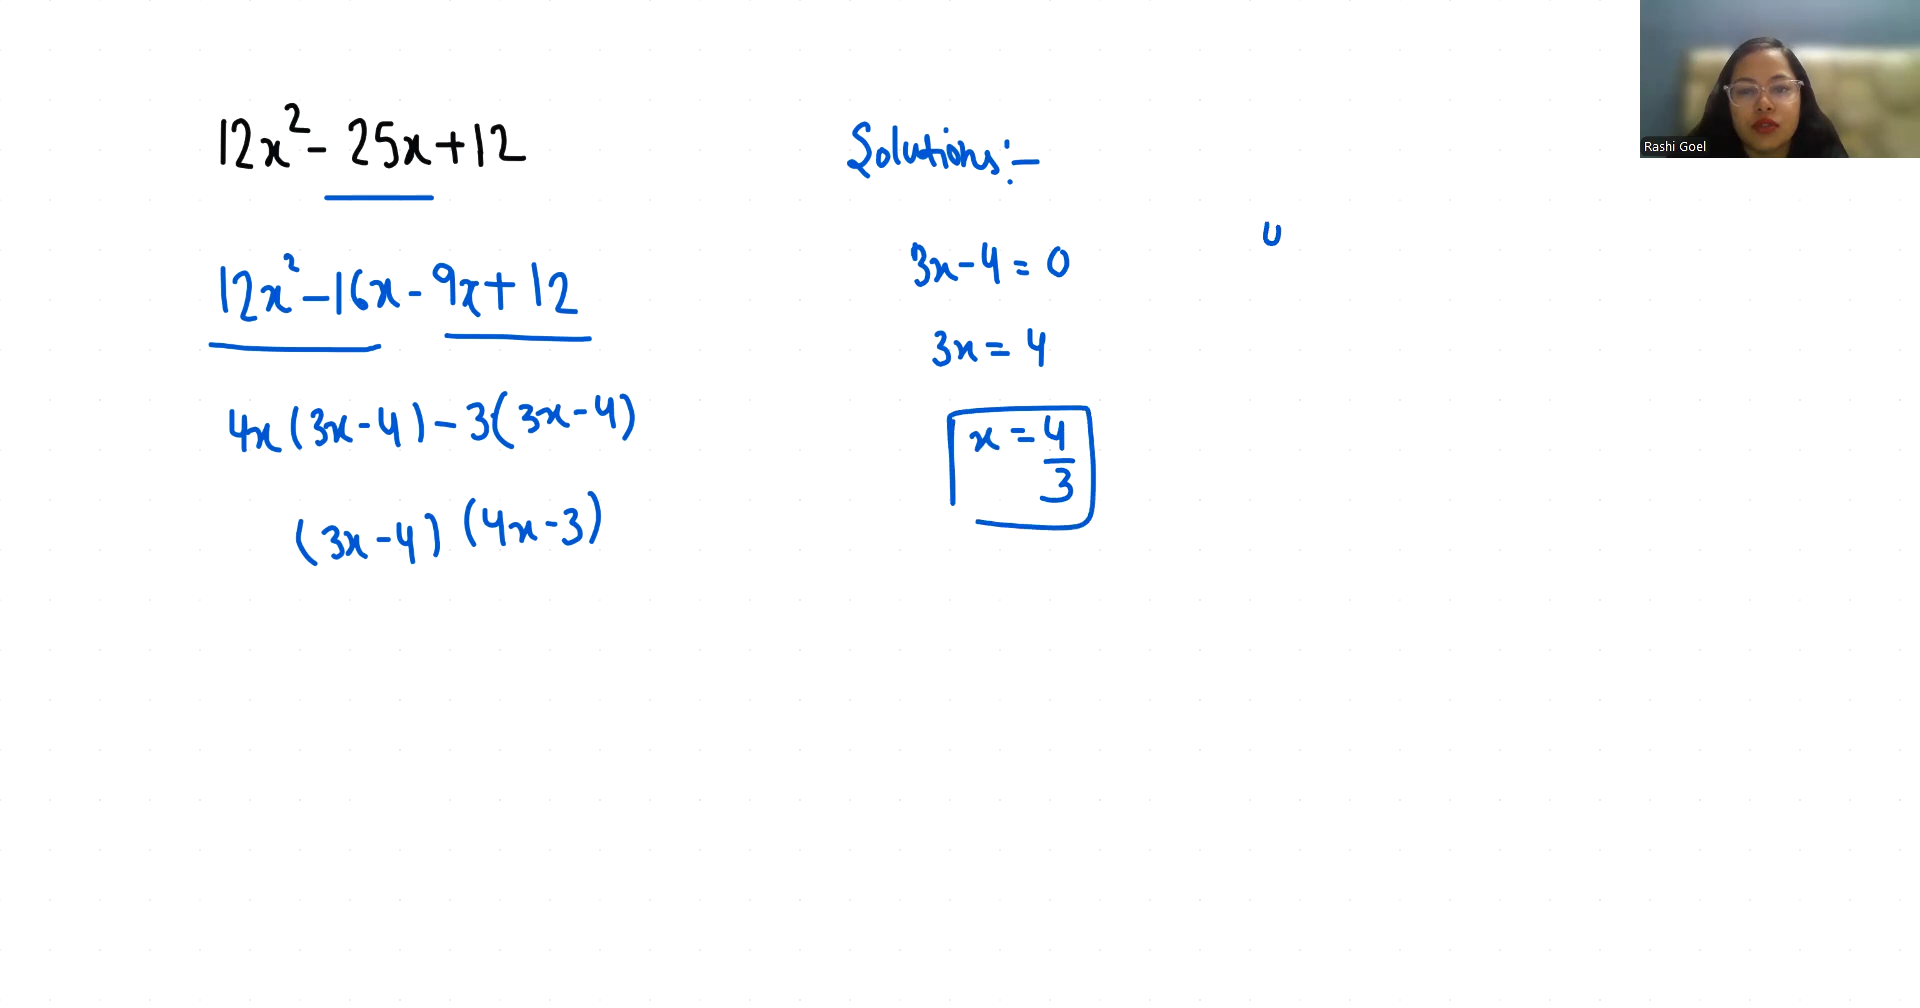 12x² - 25x + 12
12x² - 16x - 9x + 12
4x (3x - 4) - 3 (3x - 4)
(3x - 4) (4x - 3)
Solutions :-
3x - 4 = 0
3x = 4
x = 4/3
Rashi Goel